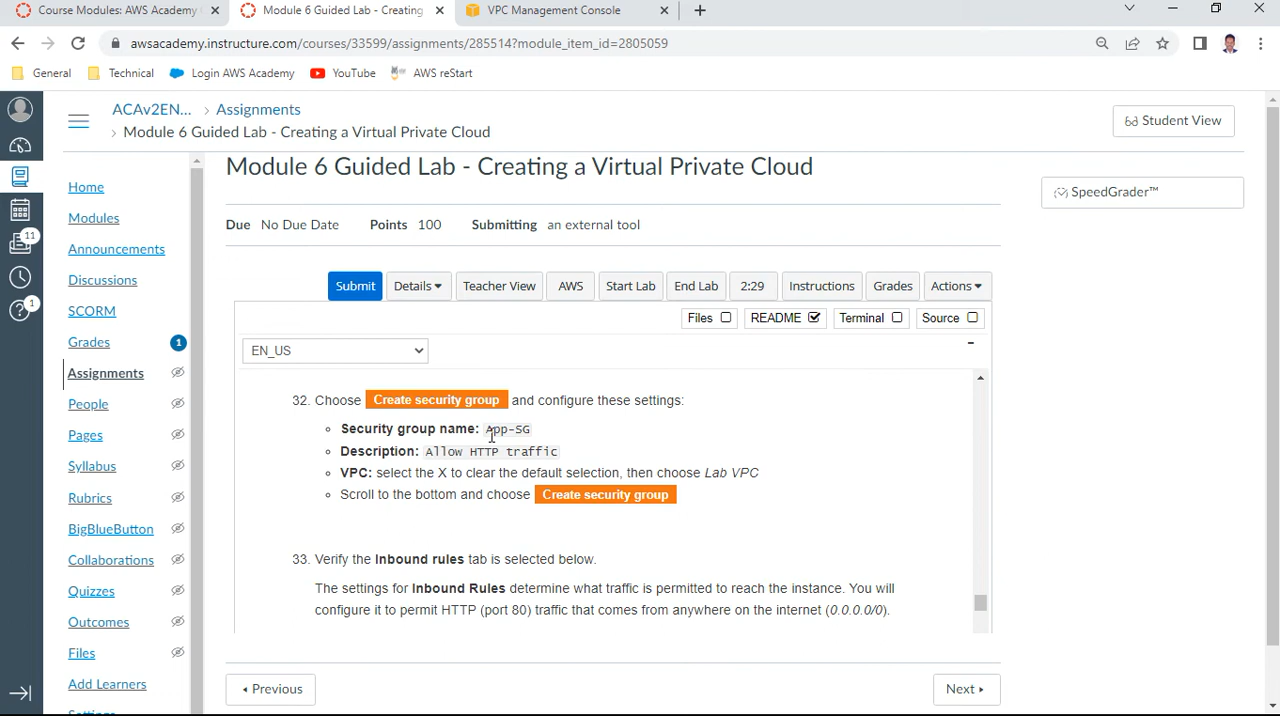 Course Modules: AWS Academy
Module 6 Guided Lab - Creating
VPC Management Console
awsacademy.instructure.com/courses/33599/assignments/285514?module_item_id=2805059
General
Technical
Login AWS Academy
YouTube
AWS reStart
ACAv2EN... › Assignments
› Module 6 Guided Lab - Creating a Virtual Private Cloud
Student View
11
1
Home
Modules
Announcements
Discussions
SCORM
Grades 1
Assignments
People
Pages
Syllabus
Rubrics
BigBlueButton
Collaborations
Quizzes
Outcomes
Files
Add Learners
Module 6 Guided Lab - Creating a Virtual Private Cloud
SpeedGrader™
Due No Due Date Points 100 Submitting an external tool
Submit Details Teacher View AWS Start Lab End Lab 2:29 Instructions Grades Actions
Files README Terminal Source
EN_US
32. Choose Create security group and configure these settings:
Security group name: App-SG
Description: Allow HTTP traffic
VPC: select the X to clear the default selection, then choose Lab VPC
Scroll to the bottom and choose Create security group
33. Verify the Inbound rules tab is selected below.
The settings for Inbound Rules determine what traffic is permitted to reach the instance. You will
configure it to permit HTTP (port 80) traffic that comes from anywhere on the internet (0.0.0.0/0).
Previous
Next